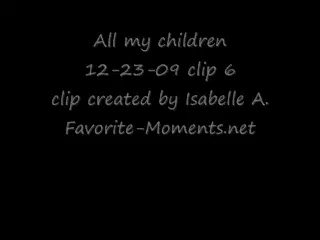 All my children
12-23-09 clip 6
clip created by Isabelle A.
Favorite-Moments.net